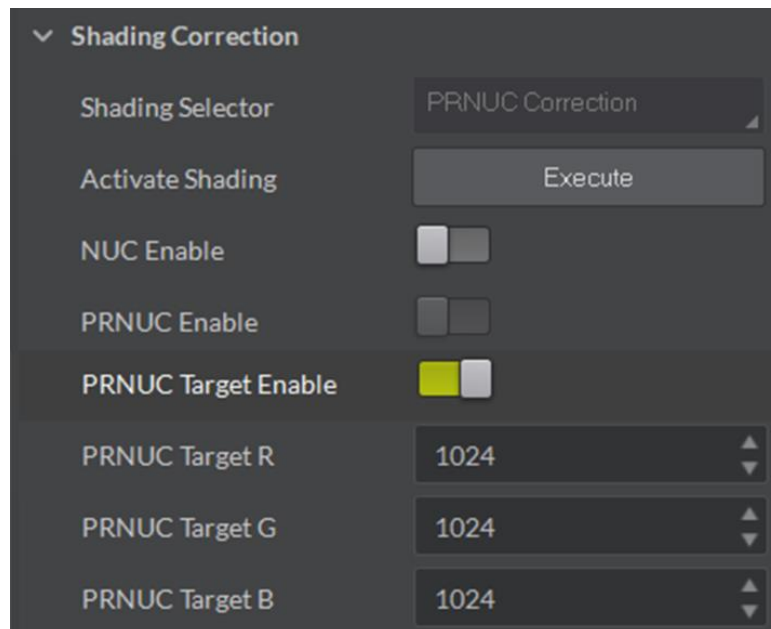 Shading Correction
Shading Selector PRNUC Correction
Activate Shading Execute
NUC Enable
PRNUC Enable
PRNUC Target Enable
PRNUC Target R 1024
PRNUC Target G 1024
PRNUC Target B 1024